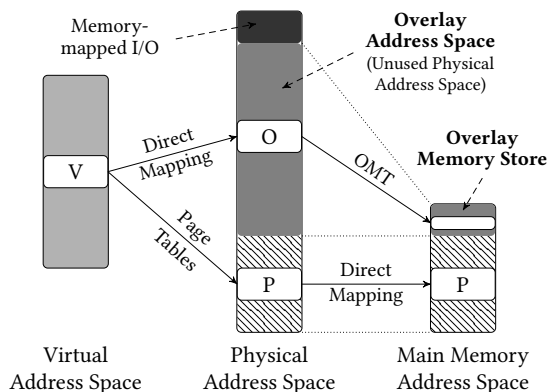 Memory-
mapped I/O
Overlay
Address Space
(Unused Physical
Address Space)
Overlay
Memory Store
V
Direct
Mapping
O
OMT
Page
Tables
P
Direct
Mapping
P
Virtual
Address Space
Physical
Address Space
Main Memory
Address Space